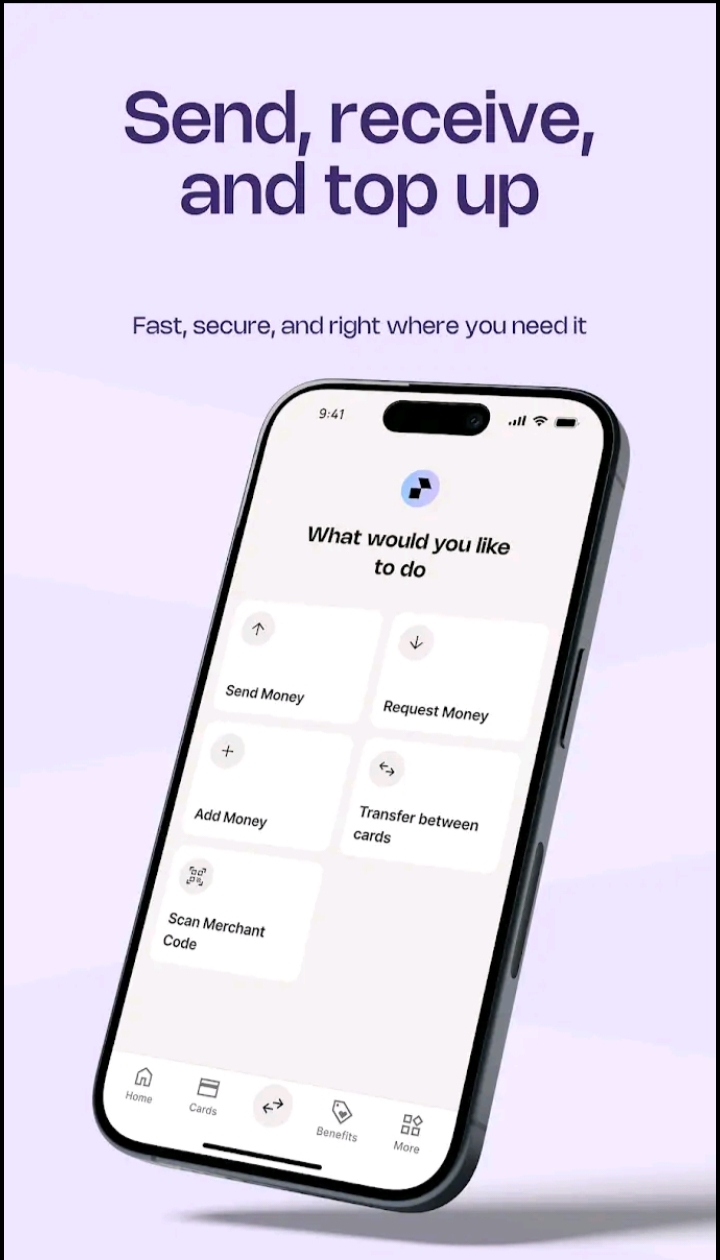 Send, receive,
and top up
Fast, secure, and right where you need it
9:41
What would you like
to do
Send Money
Request Money
Add Money
Transfer between
cards
Scan Merchant
Code
Home
Cards
Benefits
More